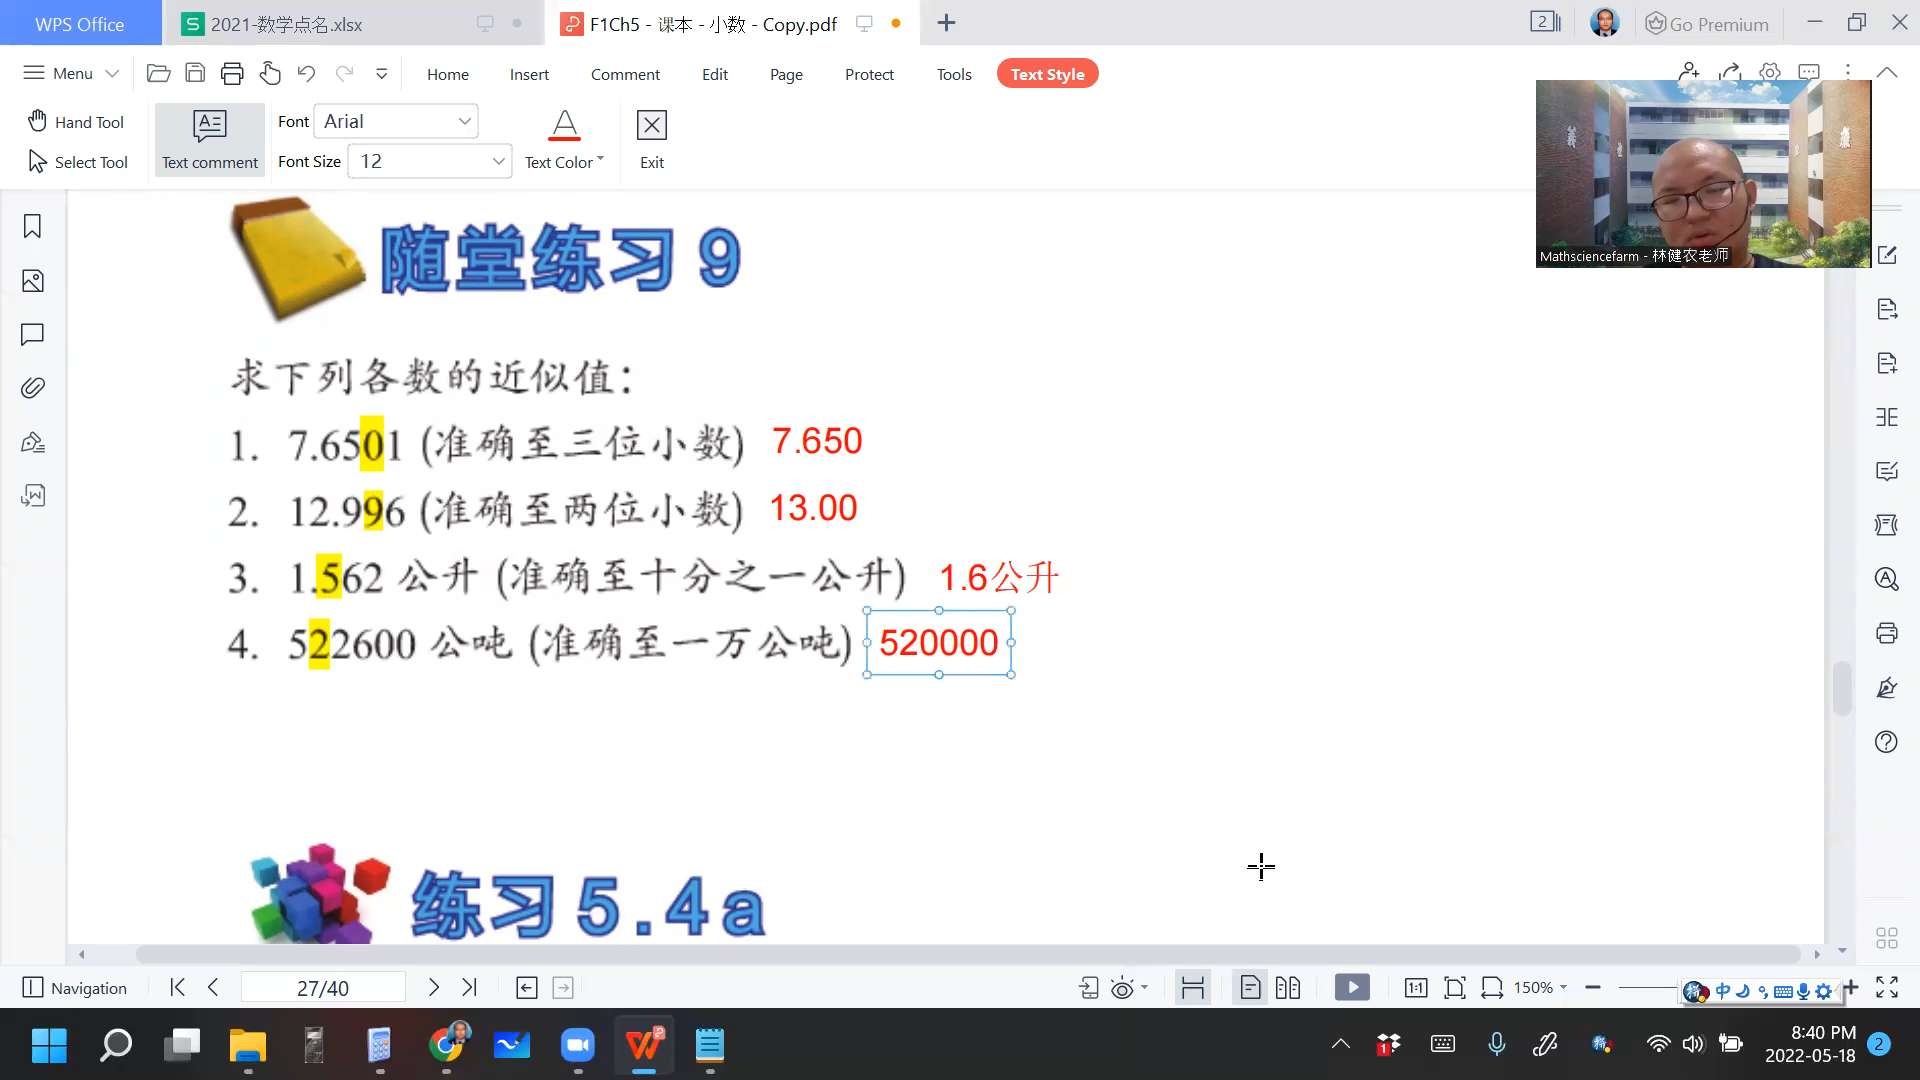 WPS Office
2021-数学点名.xlsx
F1Ch5 - 课本 - 小数 - Copy.pdf
2
Go Premium
Menu
Home
Insert
Comment
Edit
Page
Protect
Tools
Text Style
Hand Tool
Select Tool
Text comment
Font
Arial
Font Size
12
Text Color
Exit
Mathsciencefarm - 林健农老师
随堂练习 9
求下列各数的近似值：
1. 7.6501 (准确至三位小数) 7.650
2. 12.996 (准确至两位小数) 13.00
3. 1.562 公升 (准确至十分之一公升) 1.6公升
4. 522600 公吨 (准确至一万公吨) 520000
练习 5.4a
Navigation
27/40
1:1
150%
中
8:40 PM
2022-05-18
2
1